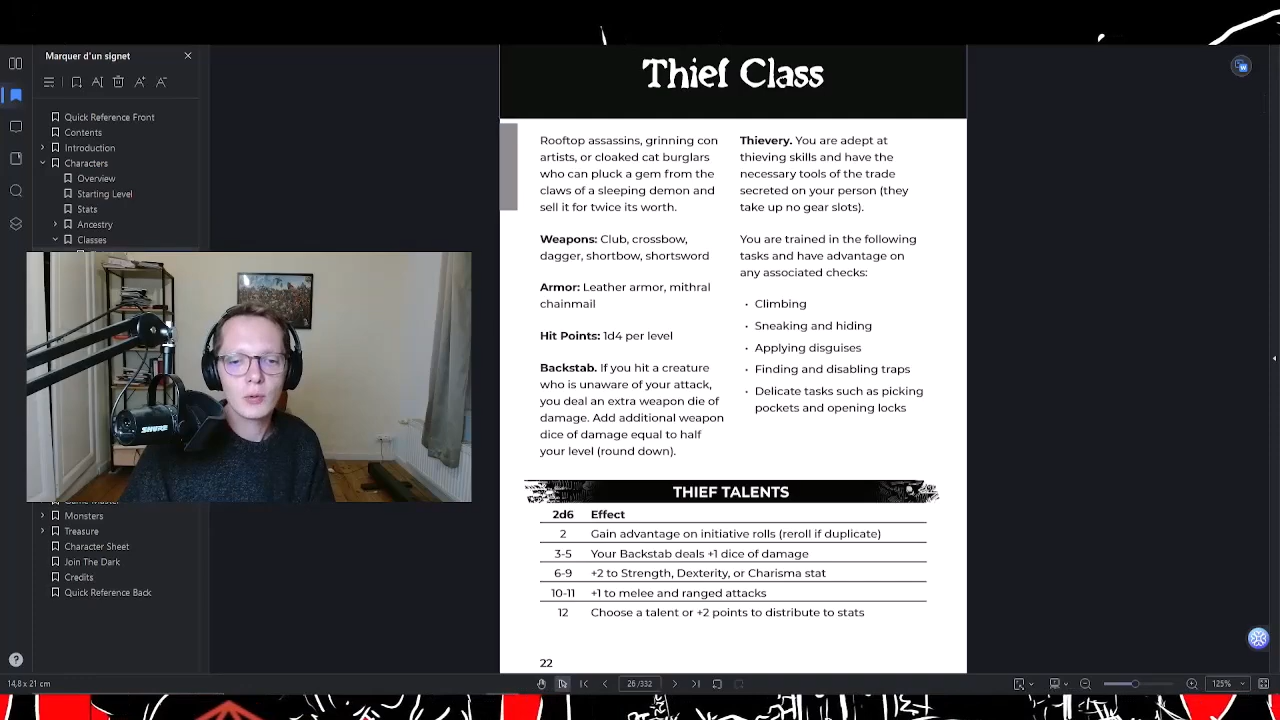 Marquer d'un signet
Quick Reference Front
Contents
Introduction
Characters
Overview
Starting Level
Stats
Ancestry
Classes
Monsters
Treasure
Character Sheet
Join The Dark
Credits
Quick Reference Back
SHURE
Thief Class
Rooftop assassins, grinning con
artists, or cloaked cat burglars
who can pluck a gem from the
claws of a sleeping demon and
sell it for twice its worth.
Weapons: Club, crossbow,
dagger, shortbow, shortsword
Armor: Leather armor, mithral
chainmail
Hit Points: 1d4 per level
Backstab. If you hit a creature
who is unaware of your attack,
you deal an extra weapon die of
damage. Add additional weapon
dice of damage equal to half
your level (round down).
Thievery. You are adept at
thieving skills and have the
necessary tools of the trade
secreted on your person (they
take up no gear slots).
You are trained in the following
tasks and have advantage on
any associated checks:
• Climbing
• Sneaking and hiding
• Applying disguises
• Finding and disabling traps
• Delicate tasks such as picking
pockets and opening locks
THIEF TALENTS
2d6 Effect
2 Gain advantage on initiative rolls (reroll if duplicate)
3-5 Your Backstab deals +1 dice of damage
6-9 +2 to Strength, Dexterity, or Charisma stat
10-11 +1 to melee and ranged attacks
12 Choose a talent or +2 points to distribute to stats
22
14,8 x 21 cm
26 /332
125%